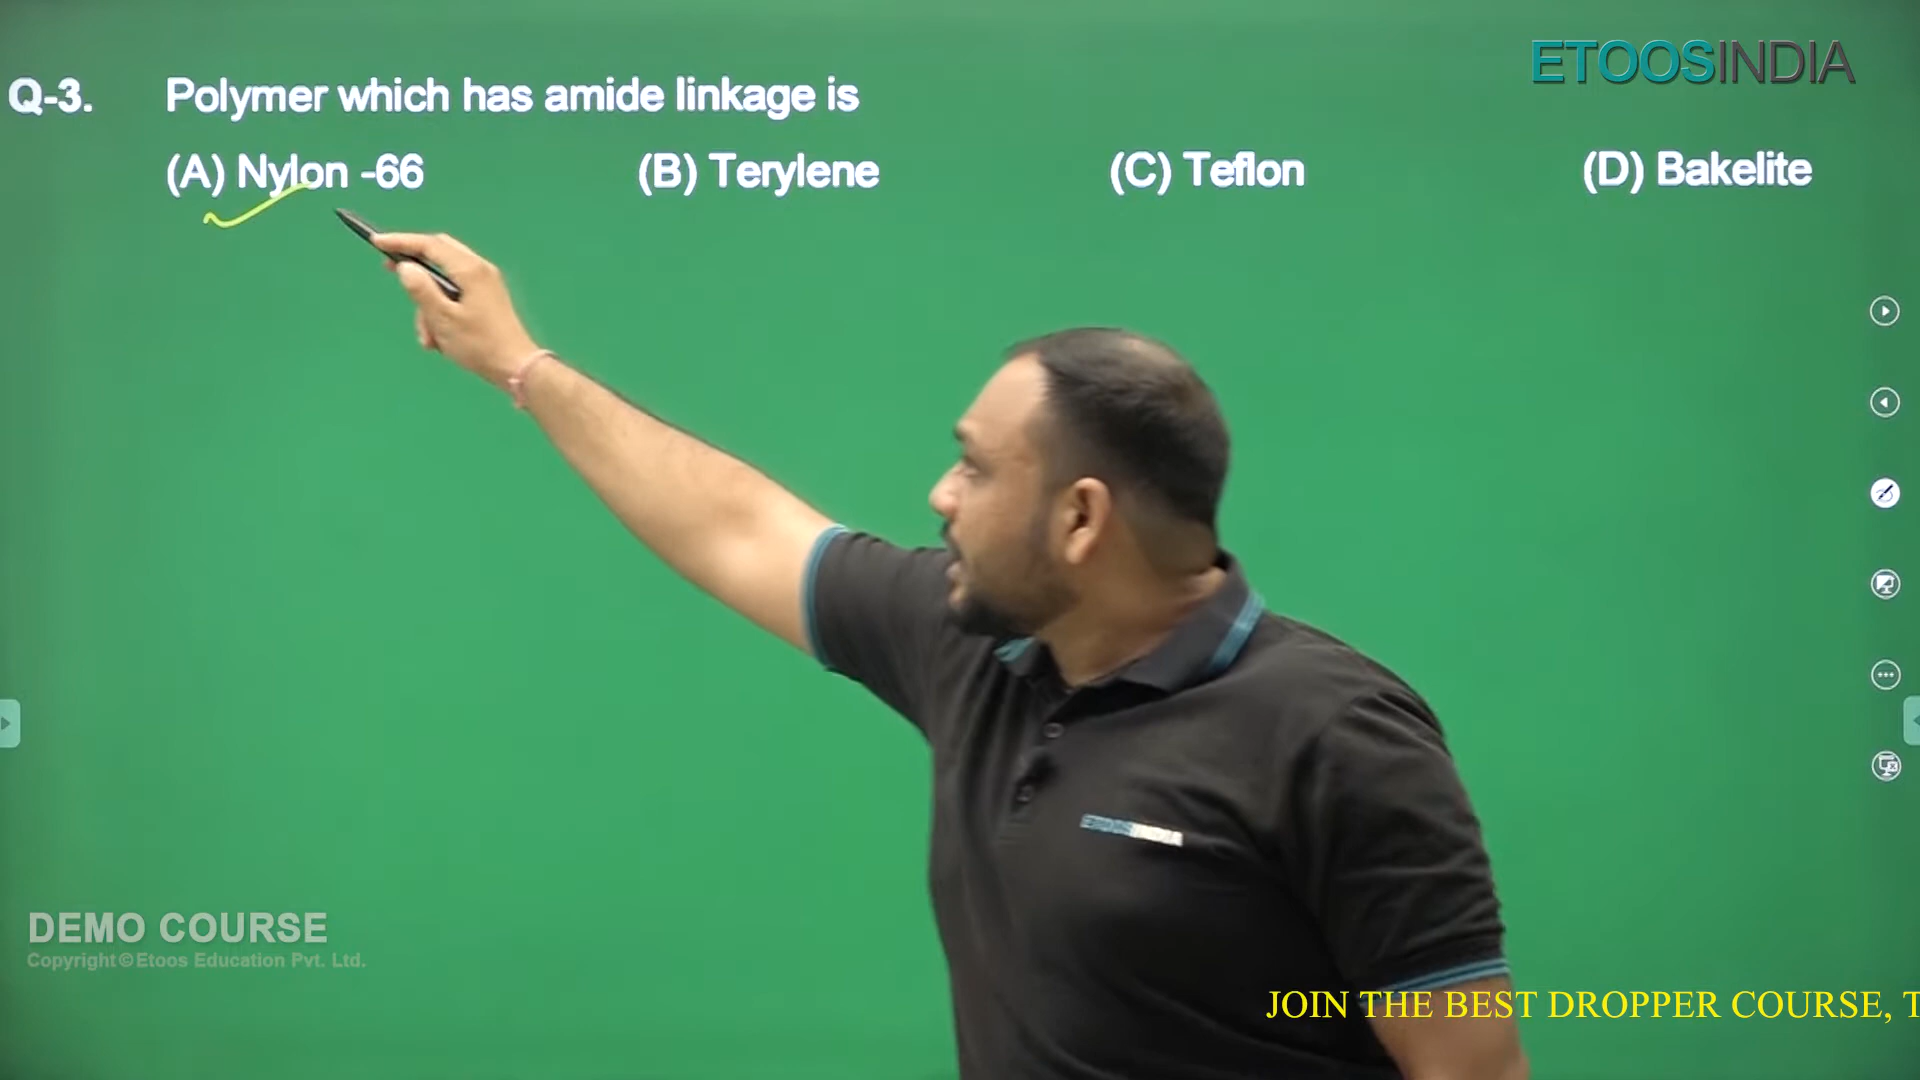 ETOOSINDIA
Q-3. Polymer which has amide linkage is
(A) Nylon -66 (B) Terylene (C) Teflon (D) Bakelite
ETOOSINDIA
DEMO COURSE
Copyright©Etoos Education Pvt. Ltd.
JOIN THE BEST DROPPER COURSE, T